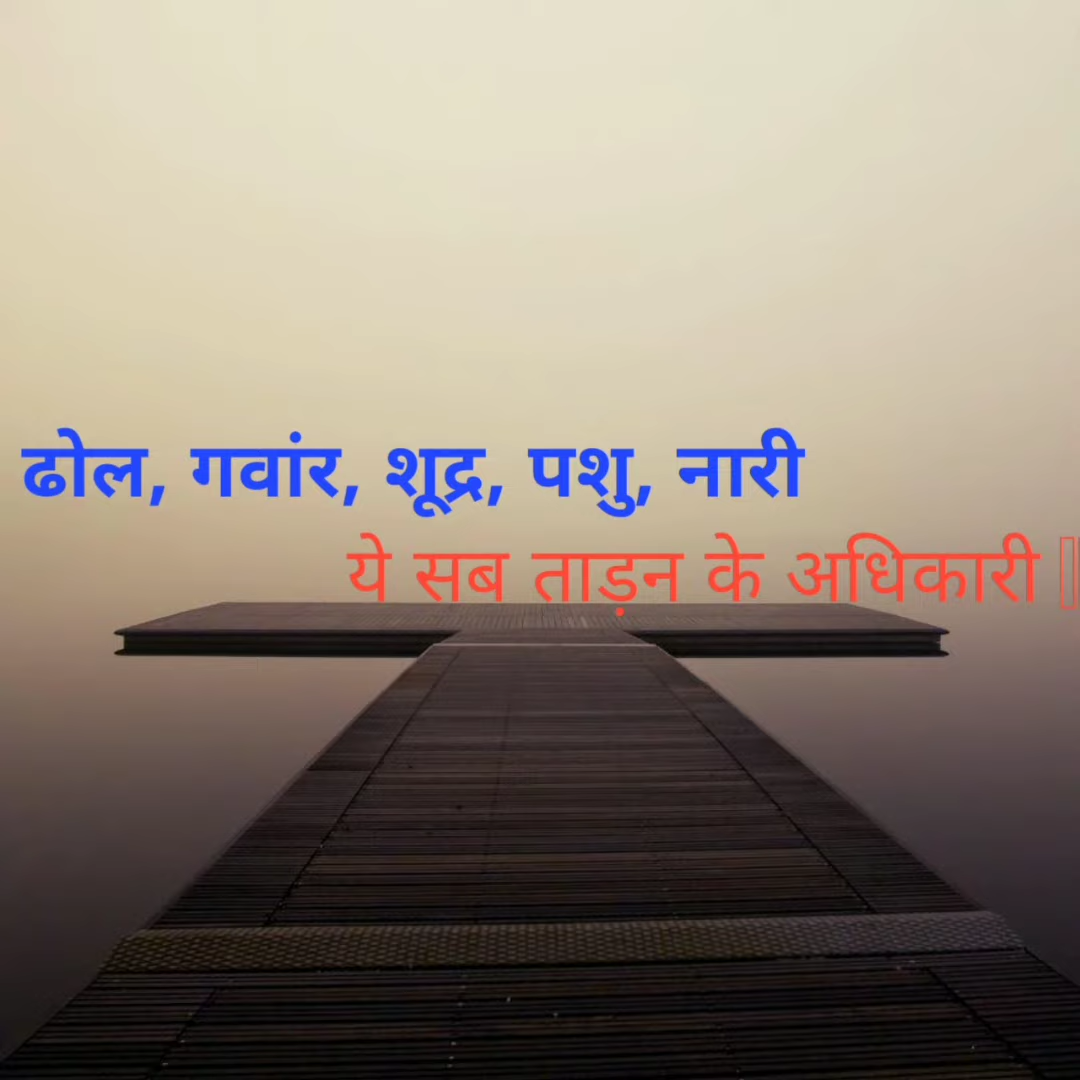 ढोल, गवांर, शूद्र, पशु, नारी
ये सब ताड़न के अधिकारी